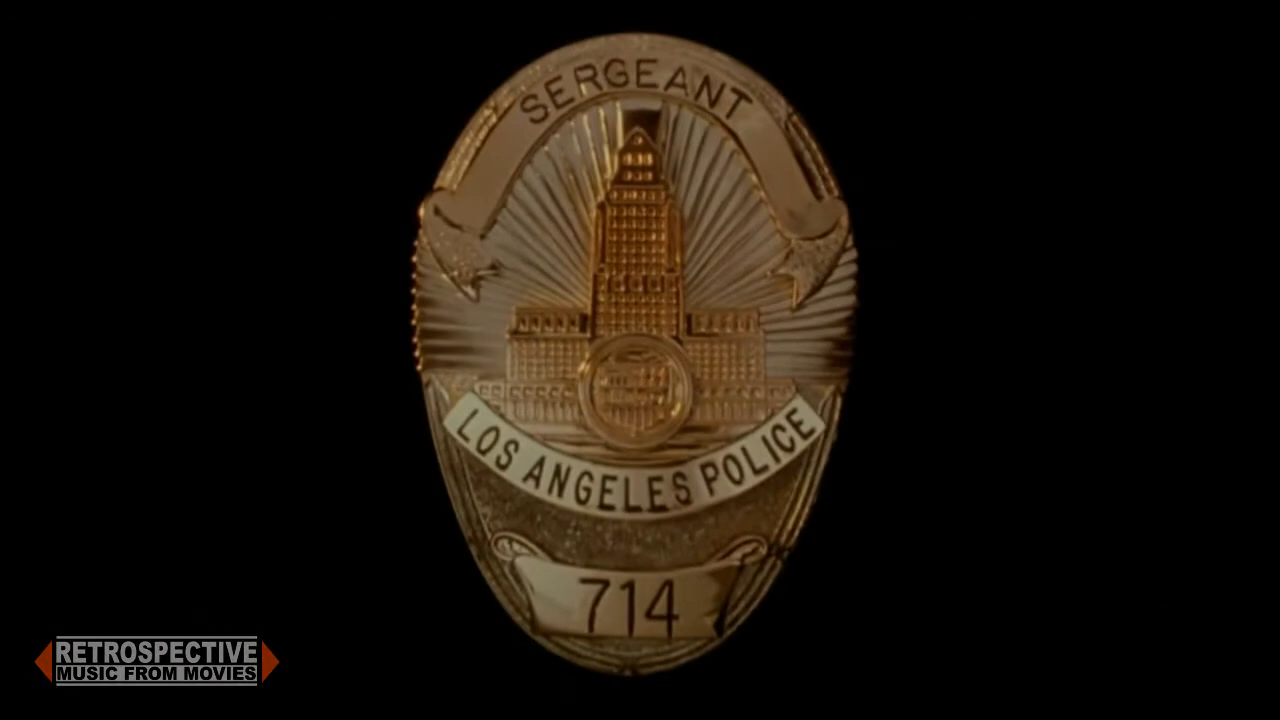 SERGEANT
LOS ANGELES POLICE
714
RETROSPECTIVE
MUSIC FROM MOVIES